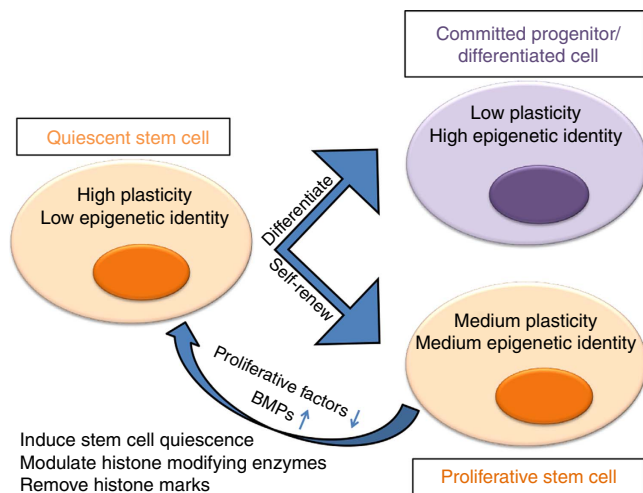 Committed progenitor/
differentiated cell
Low plasticity
High epigenetic identity
Quiescent stem cell
High plasticity
Low epigenetic identity
Differentiate
Self-renew
Medium plasticity
Medium epigenetic identity
Proliferative stem cell
Proliferative factors
BMPs
Induce stem cell quiescence
Modulate histone modifying enzymes
Remove histone marks